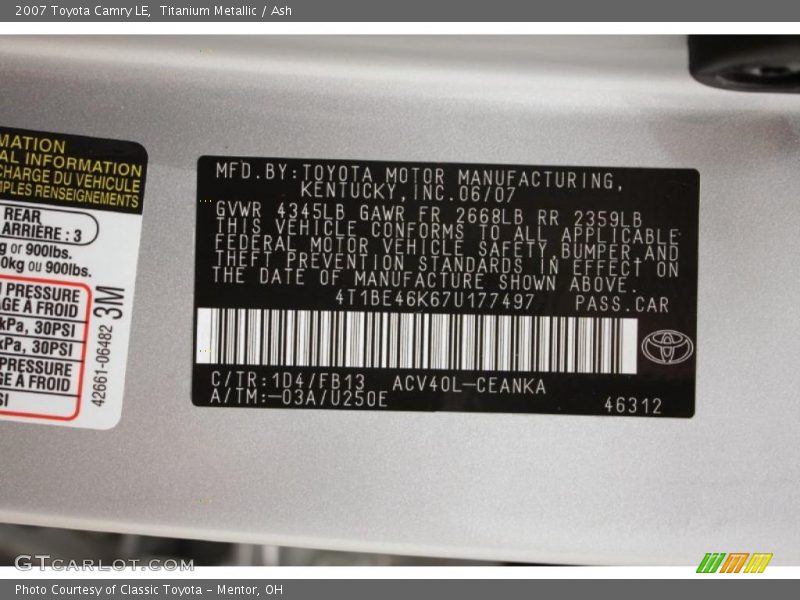 2007 Toyota Camry LE, Titanium Metallic / Ash
MATION
AL INFORMATION
CHARGE DU VÉHICULE
MPLES RENSEIGNEMENTS
REAR
ARRIÈRE : 3
g or 900lbs.
0kg ou 900lbs.
PRESSURE
GE À FROID
kPa, 30PSI
kPa, 30PSI
PRESSURE
GE À FROID
SI
42661-06482 3M
MFD.BY:TOYOTA MOTOR MANUFACTURING,
KENTUCKY,INC.06/07
GVWR 4345LB GAWR FR 2668LB RR 2359LB
THIS VEHICLE CONFORMS TO ALL APPLICABLE
FEDERAL MOTOR VEHICLE SAFETY,BUMPER,AND
THEFT PREVENTION STANDARDS IN EFFECT ON
THE DATE OF MANUFACTURE SHOWN ABOVE.
4T1BE46K67U177497 PASS.CAR
C/TR:1D4/FB13 ACV40L-CEANKA
A/TM:-03A/U250E
46312
GTCARLOT.COM
Photo Courtesy of Classic Toyota - Mentor, OH